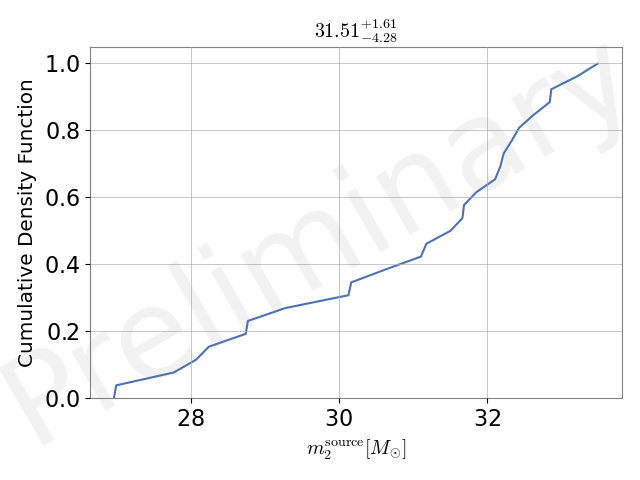 31.51^{+1.61}_{-4.28}
Cumulative Density Function
1.0
0.8
0.6
0.4
0.2
0.0
28 30 32
m_2^{source}[M_⊙]
Preliminary